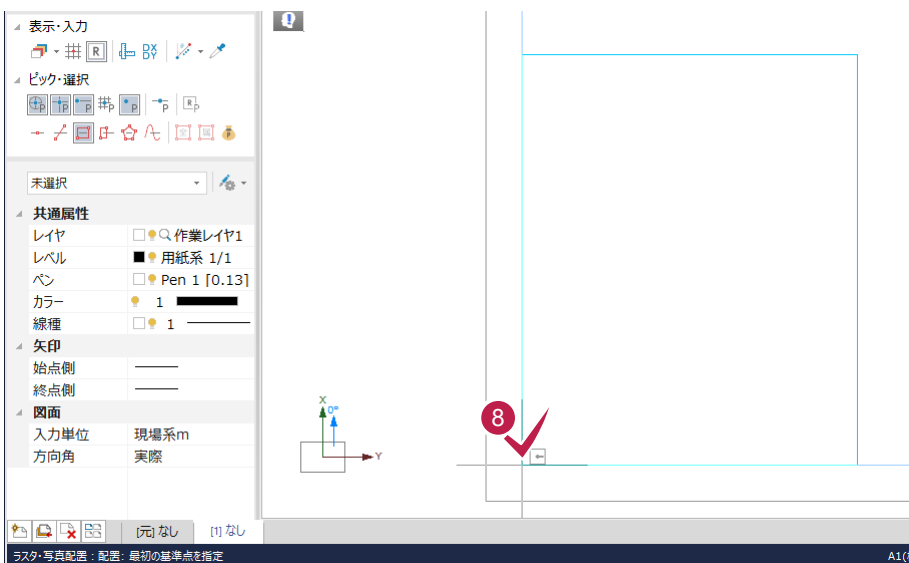 表示・入力
R
DX
DY
ピック・選択
P P P P P P R P
未選択
共通属性
レイヤ 作業レイヤ1
レベル 用紙系 1/1
ペン Pen 1 [0.13]
カラー 1
線種 1
矢印
始点側
終点側
図面
入力単位 現場系m
方向角 実際
X
0°
Y
8
[元] なし [1] なし
ラスタ・写真配置 : 配置: 最初の基準点を指定
A1(